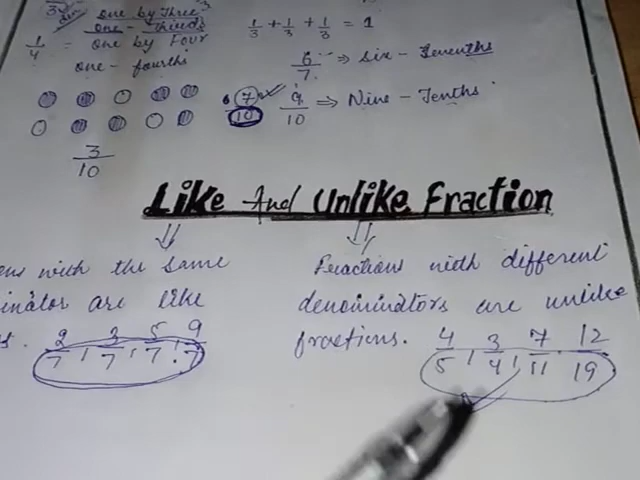 one by Three
one - Thirds
1/3 + 1/3 + 1/3 = 1
1/4 = one by Four
one - fourths
6/7 ⇒ Six - Sevenths
7/10
9/10 ⇒ Nine - Tenths
3/10
Like And Unlike Fraction
with the same
are like
2/7, 3/7, 5/7, 9/7
Fractions with different
denominators are unlike
fractions. 4/5, 3/4, 7/11 12/19